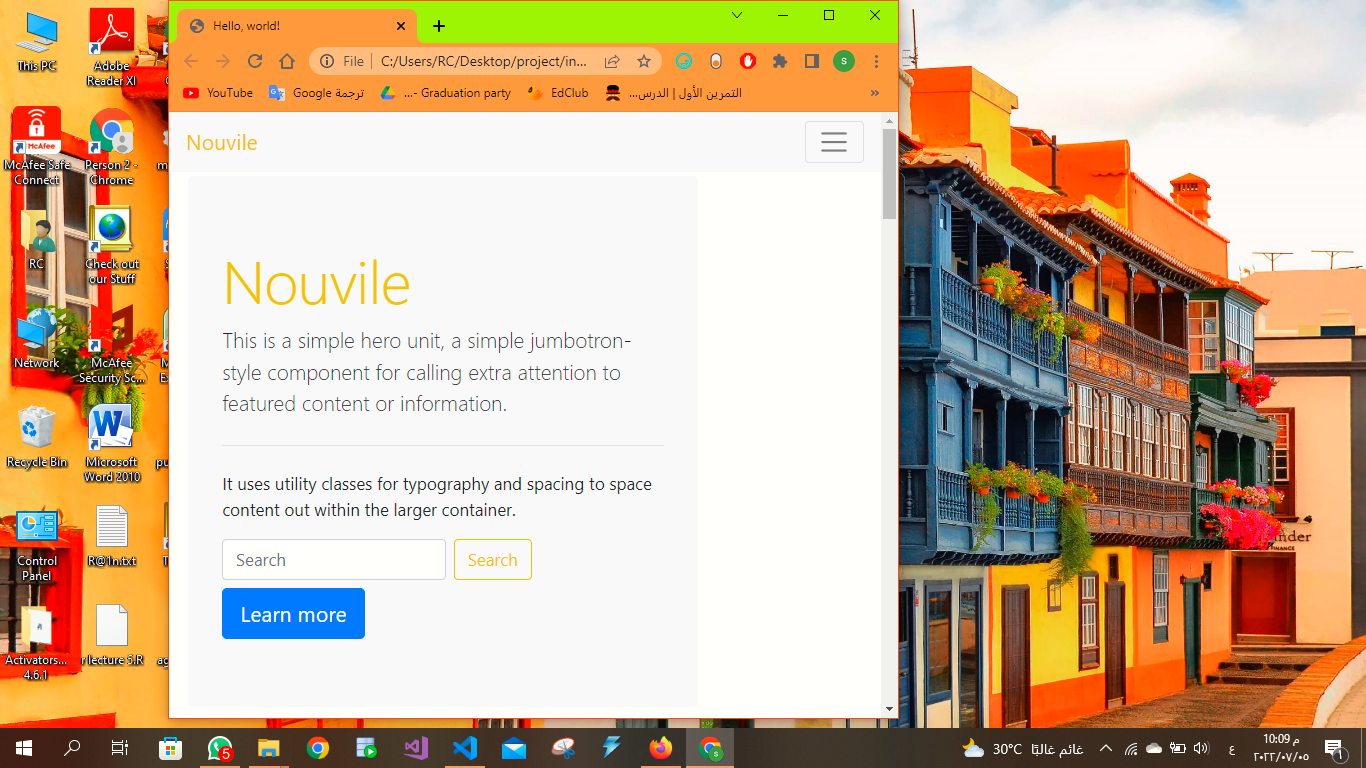 Hello, world!
File
C:/Users/RC/Desktop/project/in...
S
YouTube
ترجمة Google
...- Graduation party
EdClub
التمرين الأول | الدرس...
»
Nouvile
Nouvile
This is a simple hero unit, a simple jumbotron-
style component for calling extra attention to
featured content or information.
It uses utility classes for typography and spacing to space
content out within the larger container.
Search
Search
Learn more
This PC
Adobe
Reader XI
McAfee Safe
Connect
Person 2 -
Chrome
RC
Check out
our Stuff
Network
McAfee
Security Sc...
Recycle Bin
Microsoft
Word 2010
Control
Panel
R@1n.txt
Activators...
4.6.1
lecture 5.R
FINANCE
5
S
30°C
غائم غالبًا
ع
10:09 م
٢٠٢٢/٠٧/٠٥
1